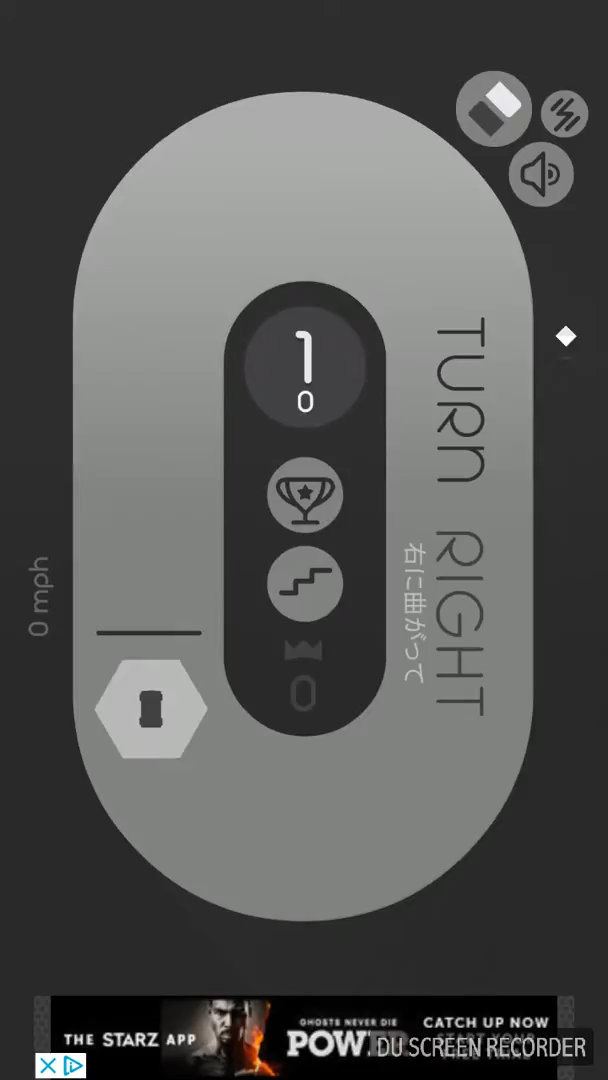 1
0
TURN RIGHT
右に曲がって
0 mph
0
THE STARZ APP
GHOSTS NEVER DIE
POWER
CATCH UP NOW
DU SCREEN RECORDER